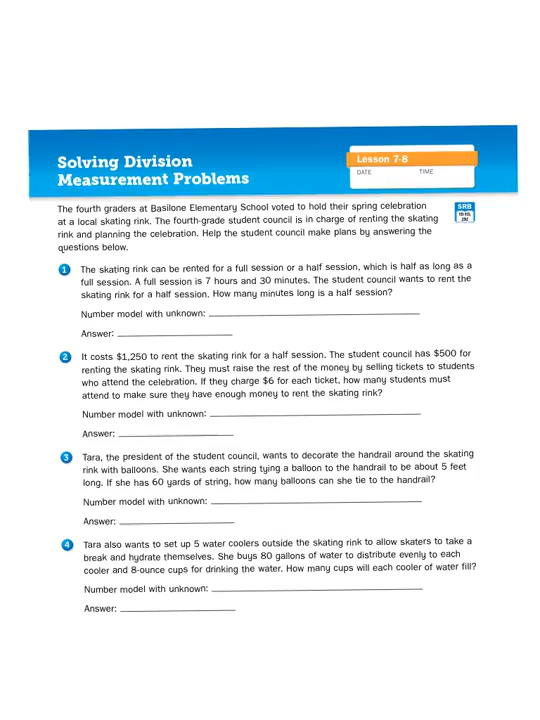 Solving Division
Measurement Problems
Lesson 7-8
DATE TIME
The fourth graders at Basilone Elementary School voted to hold their spring celebration
at a local skating rink. The fourth-grade student council is in charge of renting the skating
rink and planning the celebration. Help the student council make plans by answering the
questions below.
SRB
1 The skating rink can be rented for a full session or a half session, which is half as long as a
full session. A full session is 7 hours and 30 minutes. The student council wants to rent the
skating rink for a half session. How many minutes long is a half session?
Number model with unknown:
Answer:
2 It costs $1,250 to rent the skating rink for a half session. The student council has $500 for
renting the skating rink. They must raise the rest of the money by selling tickets to students
who attend the celebration. If they charge $6 for each ticket, how many students must
attend to make sure they have enough money to rent the skating rink?
Number model with unknown:
Answer:
3 Tara, the president of the student council, wants to decorate the handrail around the skating
rink with balloons. She wants each string tying a balloon to the handrail to be about 5 feet
long. If she has 60 yards of string, how many balloons can she tie to the handrail?
Number model with unknown:
Answer:
4 Tara also wants to set up 5 water coolers outside the skating rink to allow skaters to take a
break and hydrate themselves. She buys 80 gallons of water to distribute evenly to each
cooler and 8-ounce cups for drinking the water. How many cups will each cooler of water fill?
Number model with unknown:
Answer: